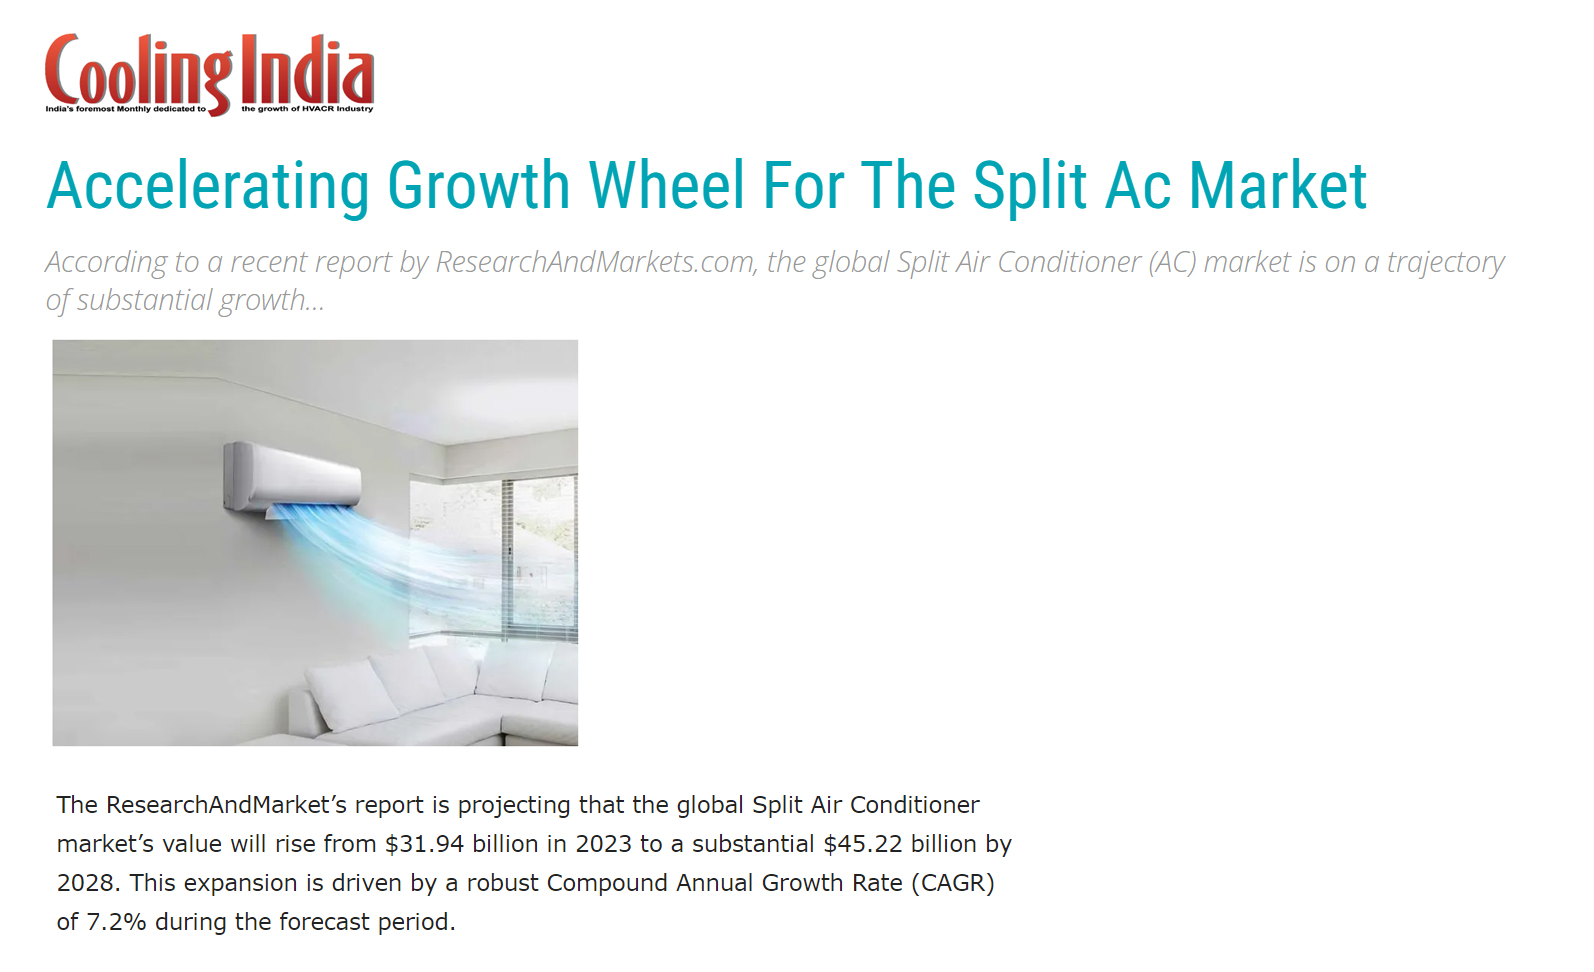 Cooling India
India's foremost Monthly dedicated to the growth of HVACR Industry
Accelerating Growth Wheel For The Split Ac Market
According to a recent report by ResearchAndMarkets.com, the global Split Air Conditioner (AC) market is on a trajectory
of substantial growth...
The ResearchAndMarket’s report is projecting that the global Split Air Conditioner
market’s value will rise from $31.94 billion in 2023 to a substantial $45.22 billion by
2028. This expansion is driven by a robust Compound Annual Growth Rate (CAGR)
of 7.2% during the forecast period.